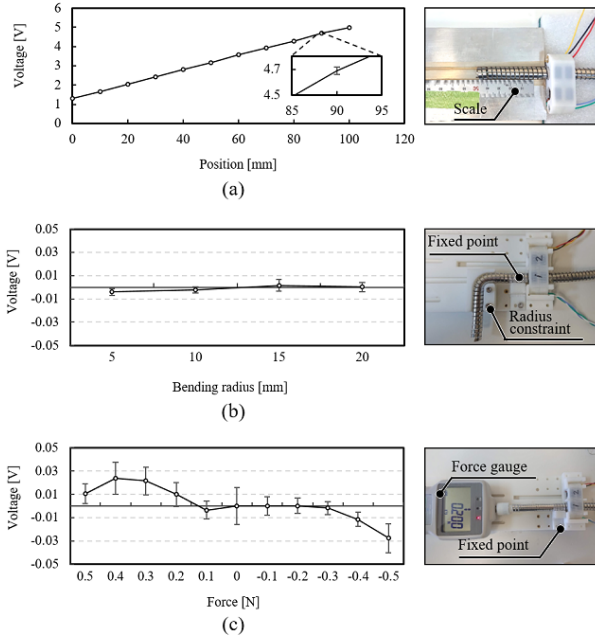 6
5
4
3
2
1
0
Voltage [V]
4.7
4.5
85 90 95
0 20 40 60 80 100 120
Position [mm]
Scale
(a)
0.05
0.03
0.01
-0.01
-0.03
-0.05
Voltage [V]
5 10 15 20
Bending radius [mm]
Fixed point
1 2
Radius
constraint
(b)
0.05
0.03
0.01
-0.01
-0.03
-0.05
Voltage [V]
0.5 0.4 0.3 0.2 0.1 0 -0.1 -0.2 -0.3 -0.4 -0.5
Force [N]
Force gauge
Fixed point
(c)